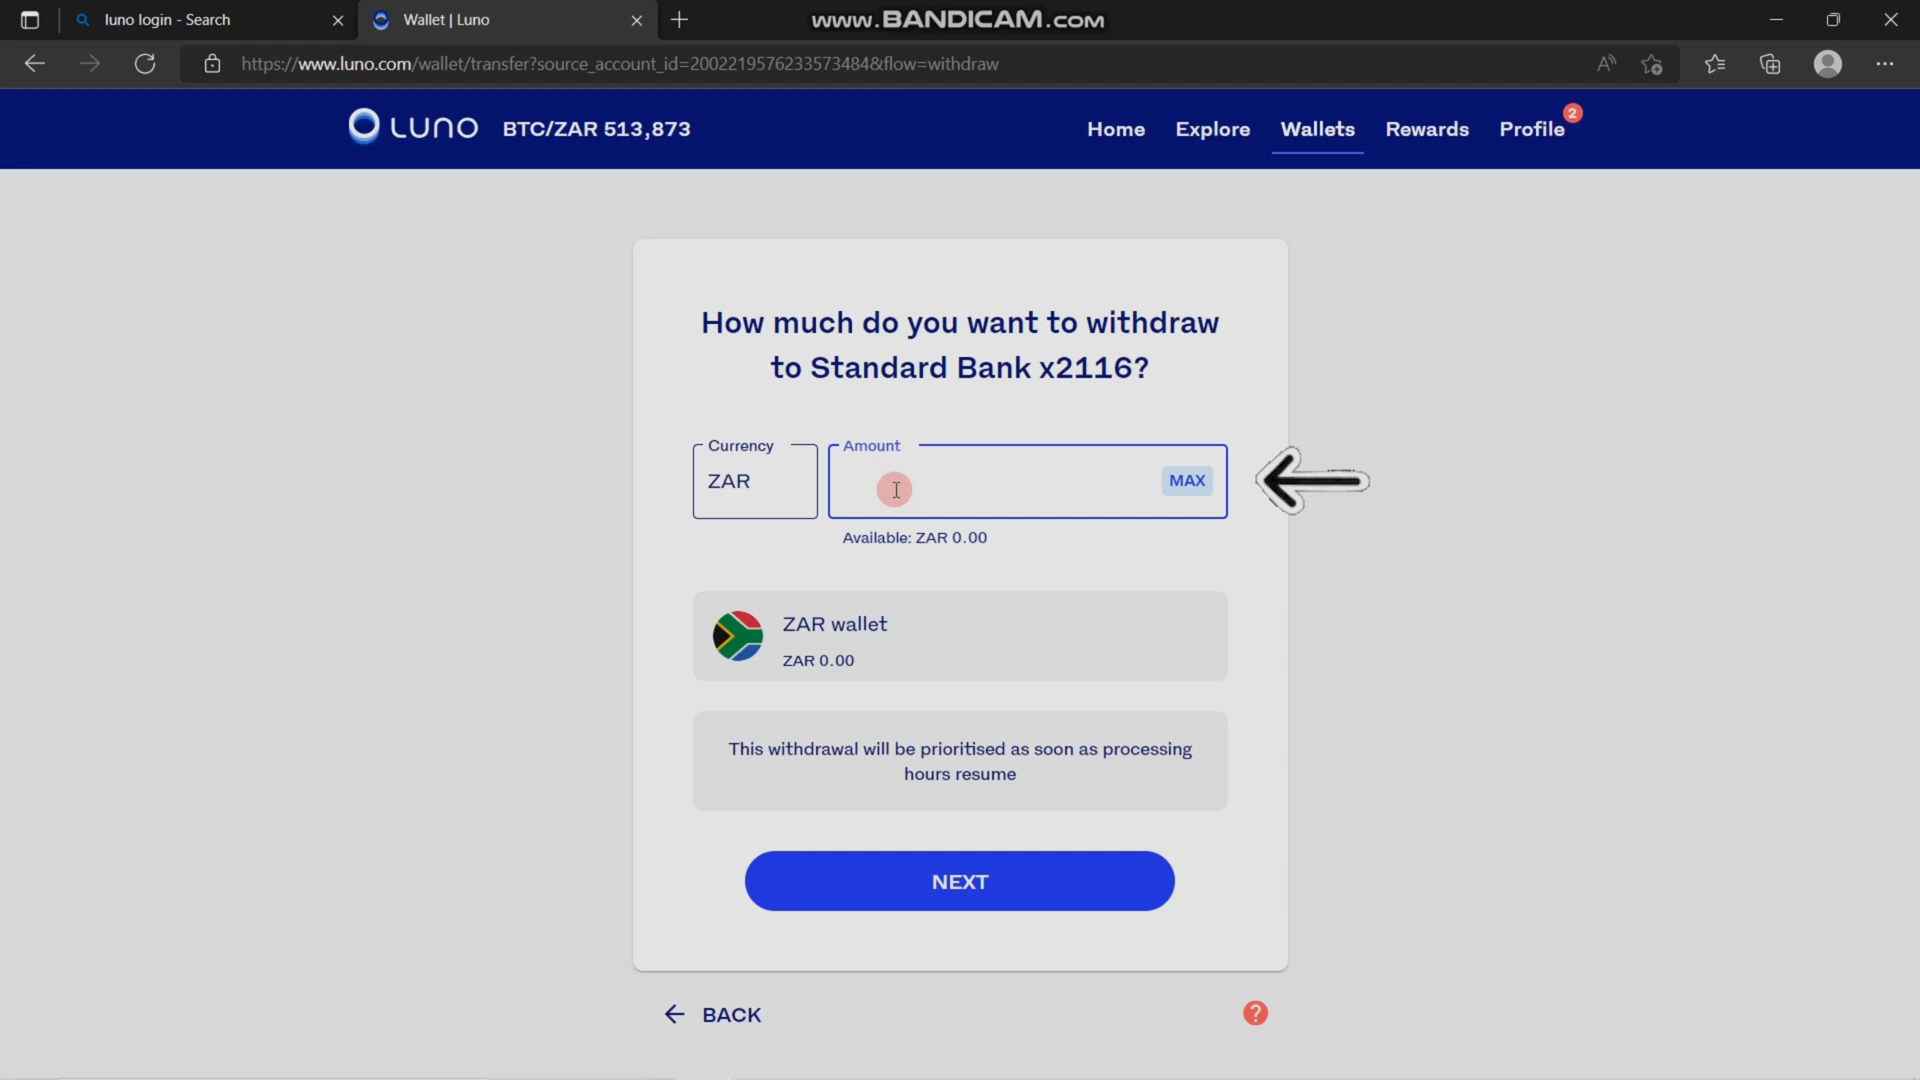 luno login - Search
Wallet | Luno
www.BANDICAM.com
https://www.luno.com/wallet/transfer?source_account_id=2002219576233573484&flow=withdraw
LUNO
BTC/ZAR 513,873
Home
Explore
Wallets
Rewards
Profile
2
How much do you want to withdraw
to Standard Bank x2116?
Currency
ZAR
Amount
MAX
Available: ZAR 0.00
ZAR wallet
ZAR 0.00
This withdrawal will be prioritised as soon as processing
hours resume
NEXT
BACK
?